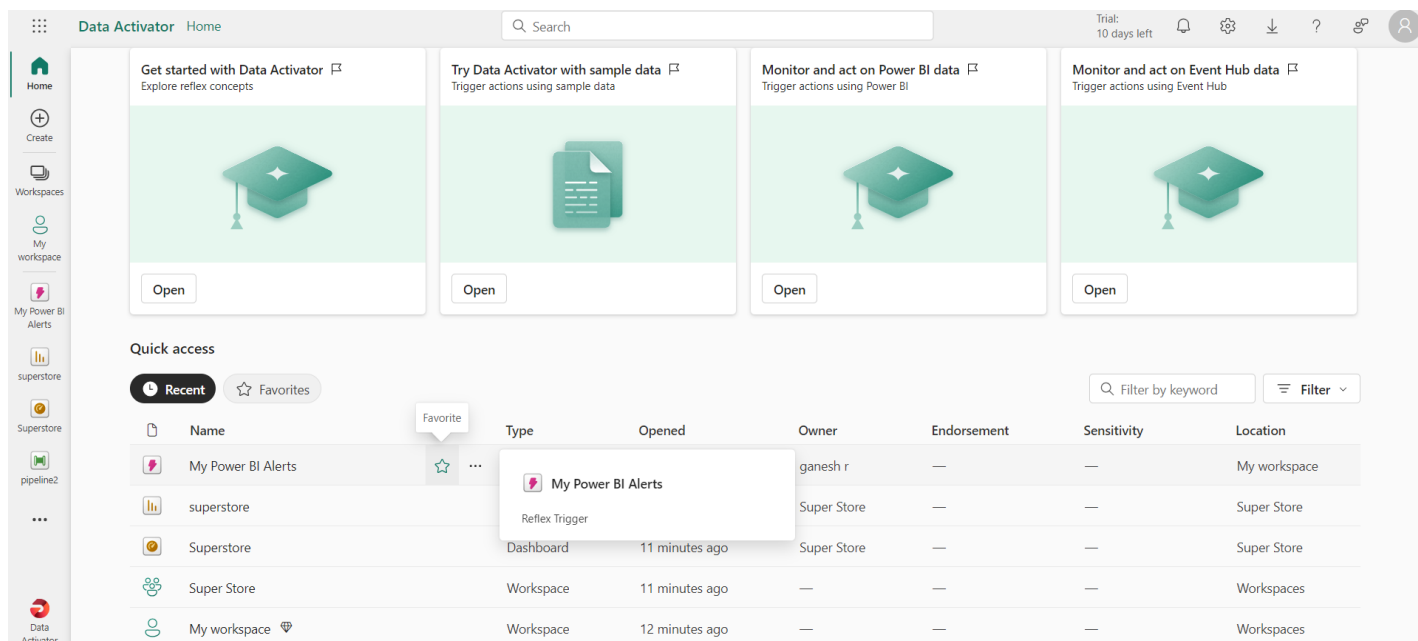 Data Activator Home
Search
Trial:
10 days left
Home
Create
Workspaces
My
workspace
My Power BI
Alerts
superstore
Superstore
pipeline2
Data
Activator
Get started with Data Activator
Explore reflex concepts
Open
Try Data Activator with sample data
Trigger actions using sample data
Open
Monitor and act on Power BI data
Trigger actions using Power BI
Open
Monitor and act on Event Hub data
Trigger actions using Event Hub
Open
Quick access
Recent Favorites
Filter by keyword Filter
Favorite
Name Type Opened Owner Endorsement Sensitivity Location
My Power BI Alerts ganesh r — — My workspace
My Power BI Alerts
Reflex Trigger
superstore Super Store — — Super Store
Superstore Dashboard 11 minutes ago Super Store — — Super Store
Super Store Workspace 11 minutes ago — — — Workspaces
My workspace Workspace 12 minutes ago — — — Workspaces